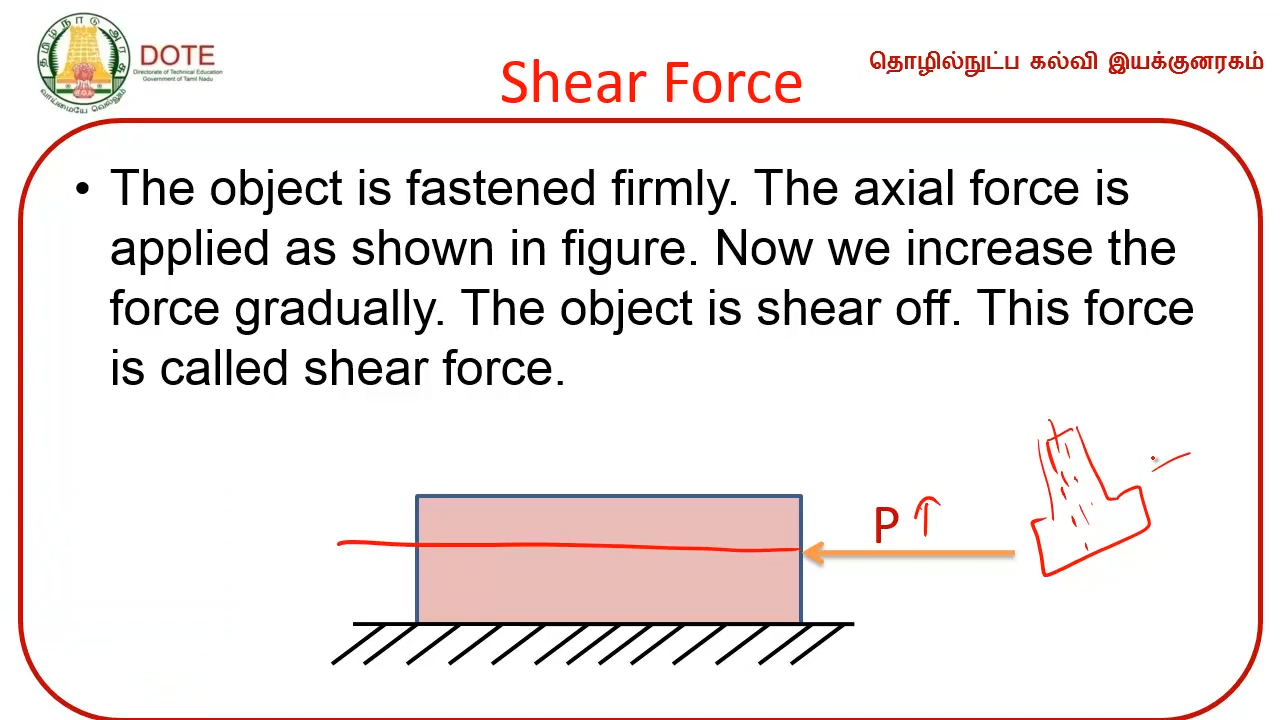 தமிழ்நாடு அரசு
வாய்மையே வெல்லும்
DOTE
Directorate of Technical Education
Government of Tamil Nadu
தொழில்நுட்ப கல்வி இயக்குனரகம்
Shear Force
• The object is fastened firmly. The axial force is
applied as shown in figure. Now we increase the
force gradually. The object is shear off. This force
is called shear force.
P ↑